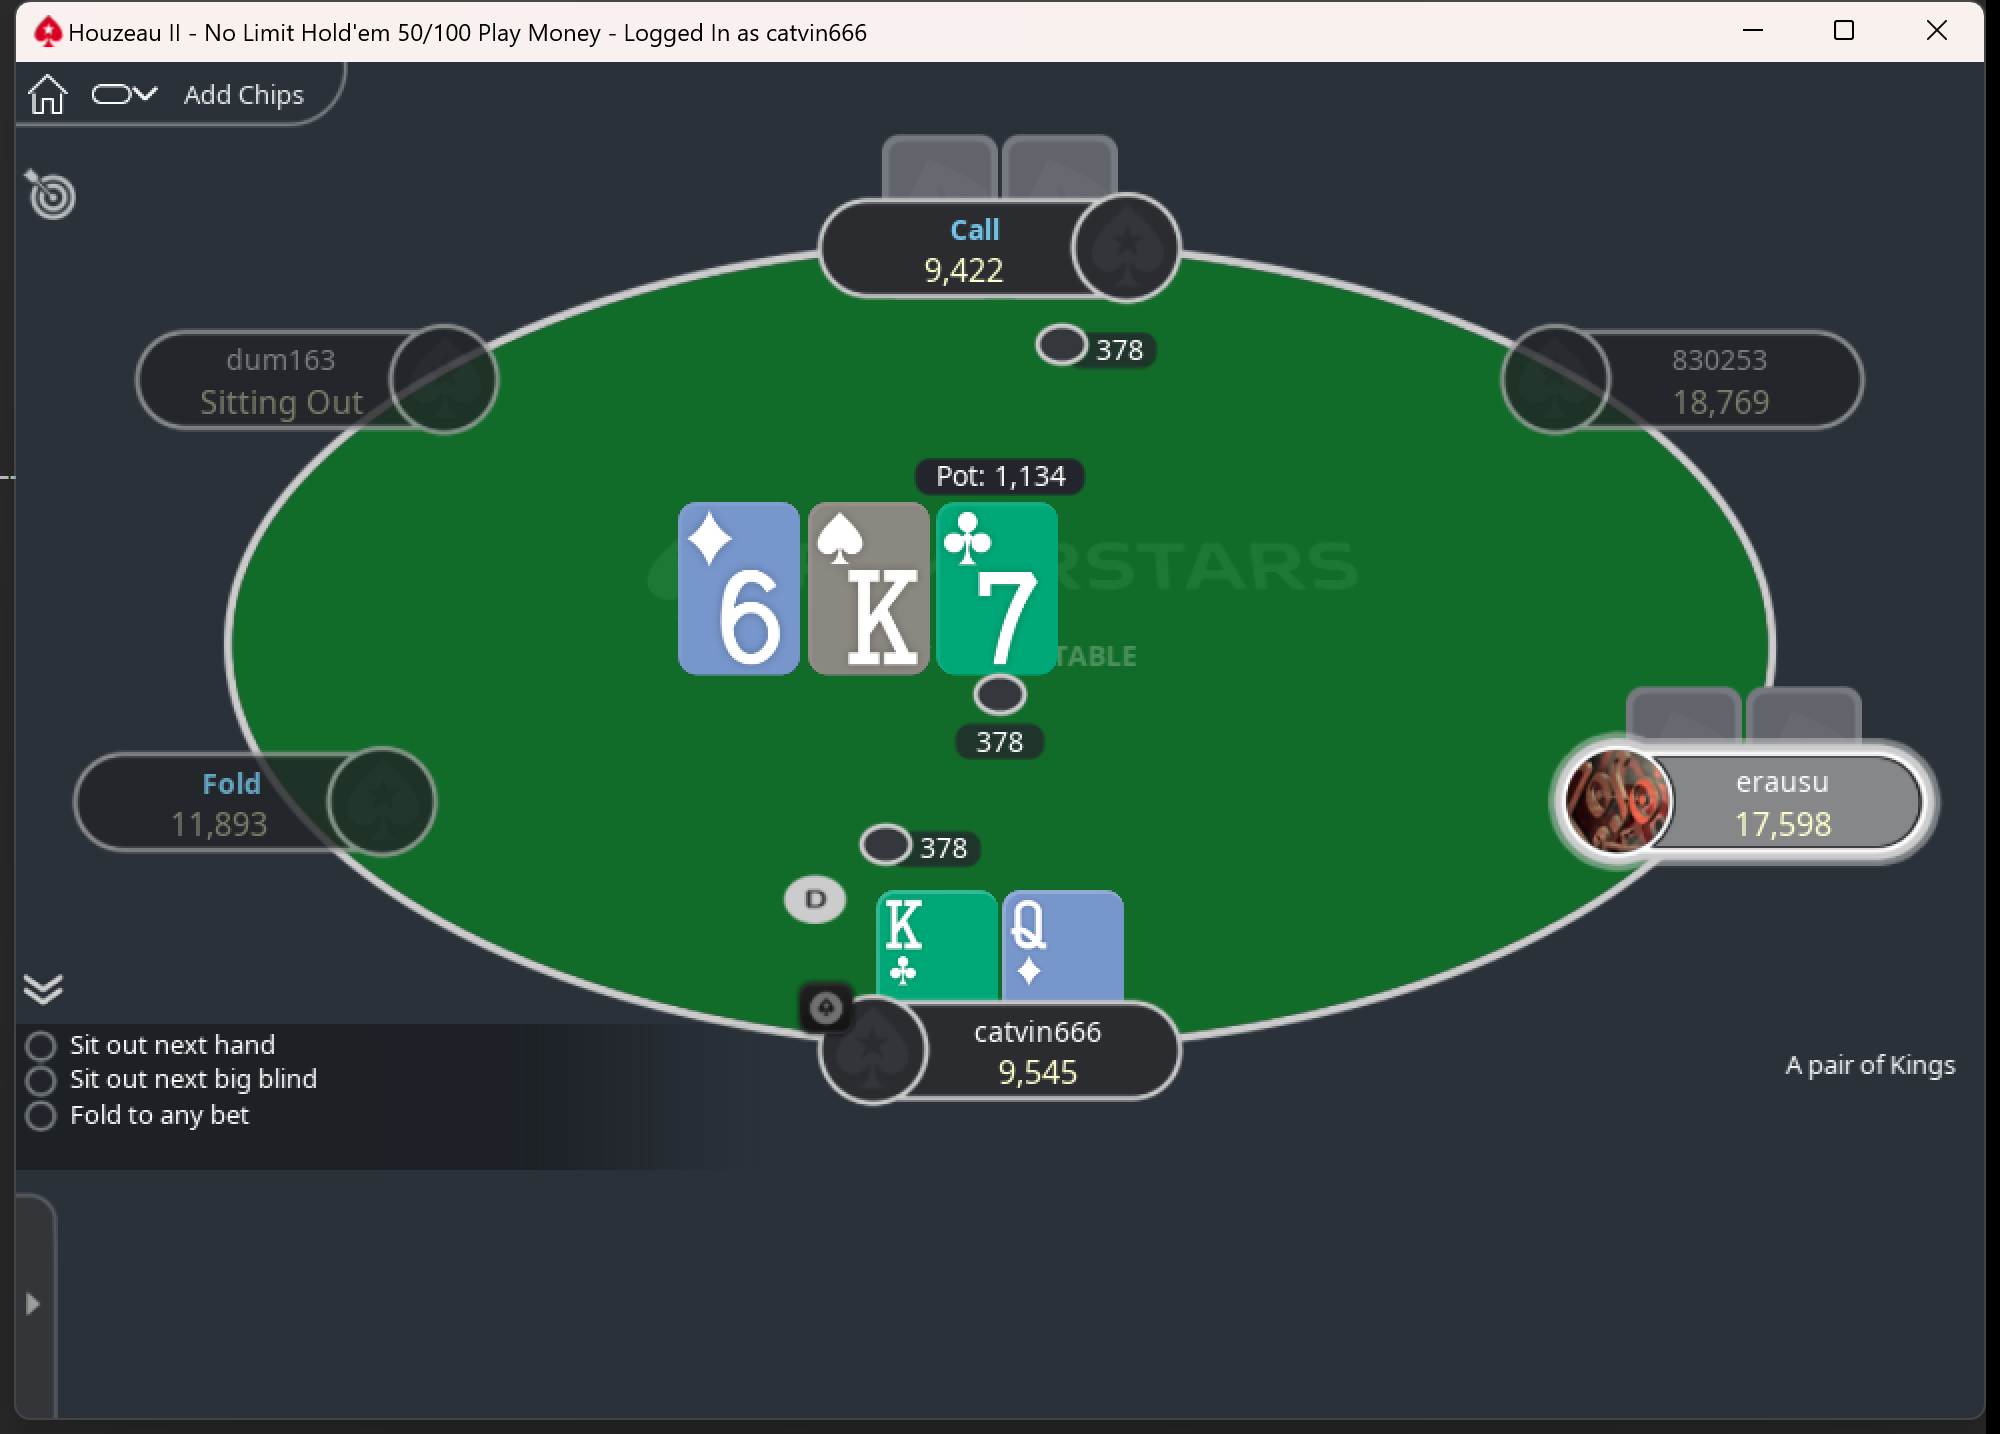 Houzeau II - No Limit Hold'em 50/100 Play Money - Logged In as catvin666
Add Chips
Call
9,422
378
dum163
Sitting Out
830253
18,769
Pot: 1,134
6 K 7
RSTARS
TABLE
378
Fold
11,893
erausu
17,598
378
D
K Q
catvin666
9,545
Sit out next hand
Sit out next big blind
Fold to any bet
A pair of Kings